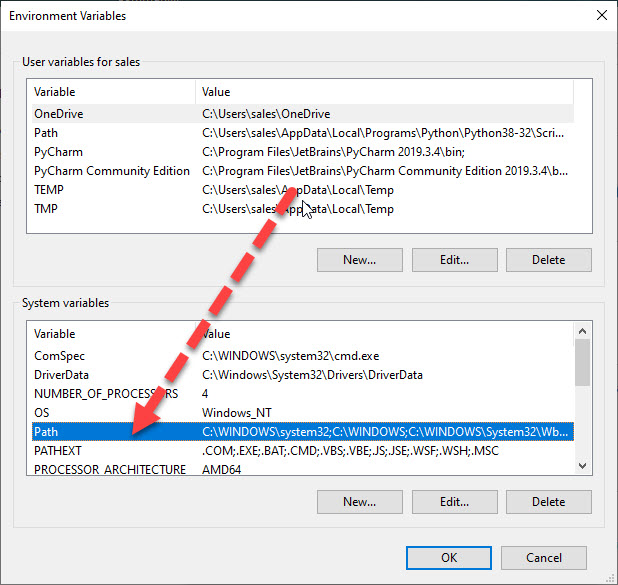 Environment Variables
User variables for sales
Variable Value
OneDrive C:\Users\sales\OneDrive
Path C:\Users\sales\AppData\Local\Programs\Python\Python38-32\Scri...
PyCharm C:\Program Files\JetBrains\PyCharm 2019.3.4\bin;
PyCharm Community Edition C:\Program Files\JetBrains\PyCharm Community Edition 2019.3.4\b...
TEMP C:\Users\sales\AppData\Local\Temp
TMP C:\Users\sales\AppData\Local\Temp
New... Edit... Delete
System variables
Variable Value
ComSpec C:\WINDOWS\system32\cmd.exe
DriverData C:\Windows\System32\Drivers\DriverData
NUMBER_OF_PROCESSORS 4
OS Windows_NT
Path C:\WINDOWS\system32;C:\WINDOWS;C:\WINDOWS\System32\Wb...
PATHEXT .COM;.EXE;.BAT;.CMD;.VBS;.VBE;.JS;.JSE;.WSF;.WSH;.MSC
PROCESSOR_ARCHITECTURE AMD64
New... Edit... Delete
OK Cancel